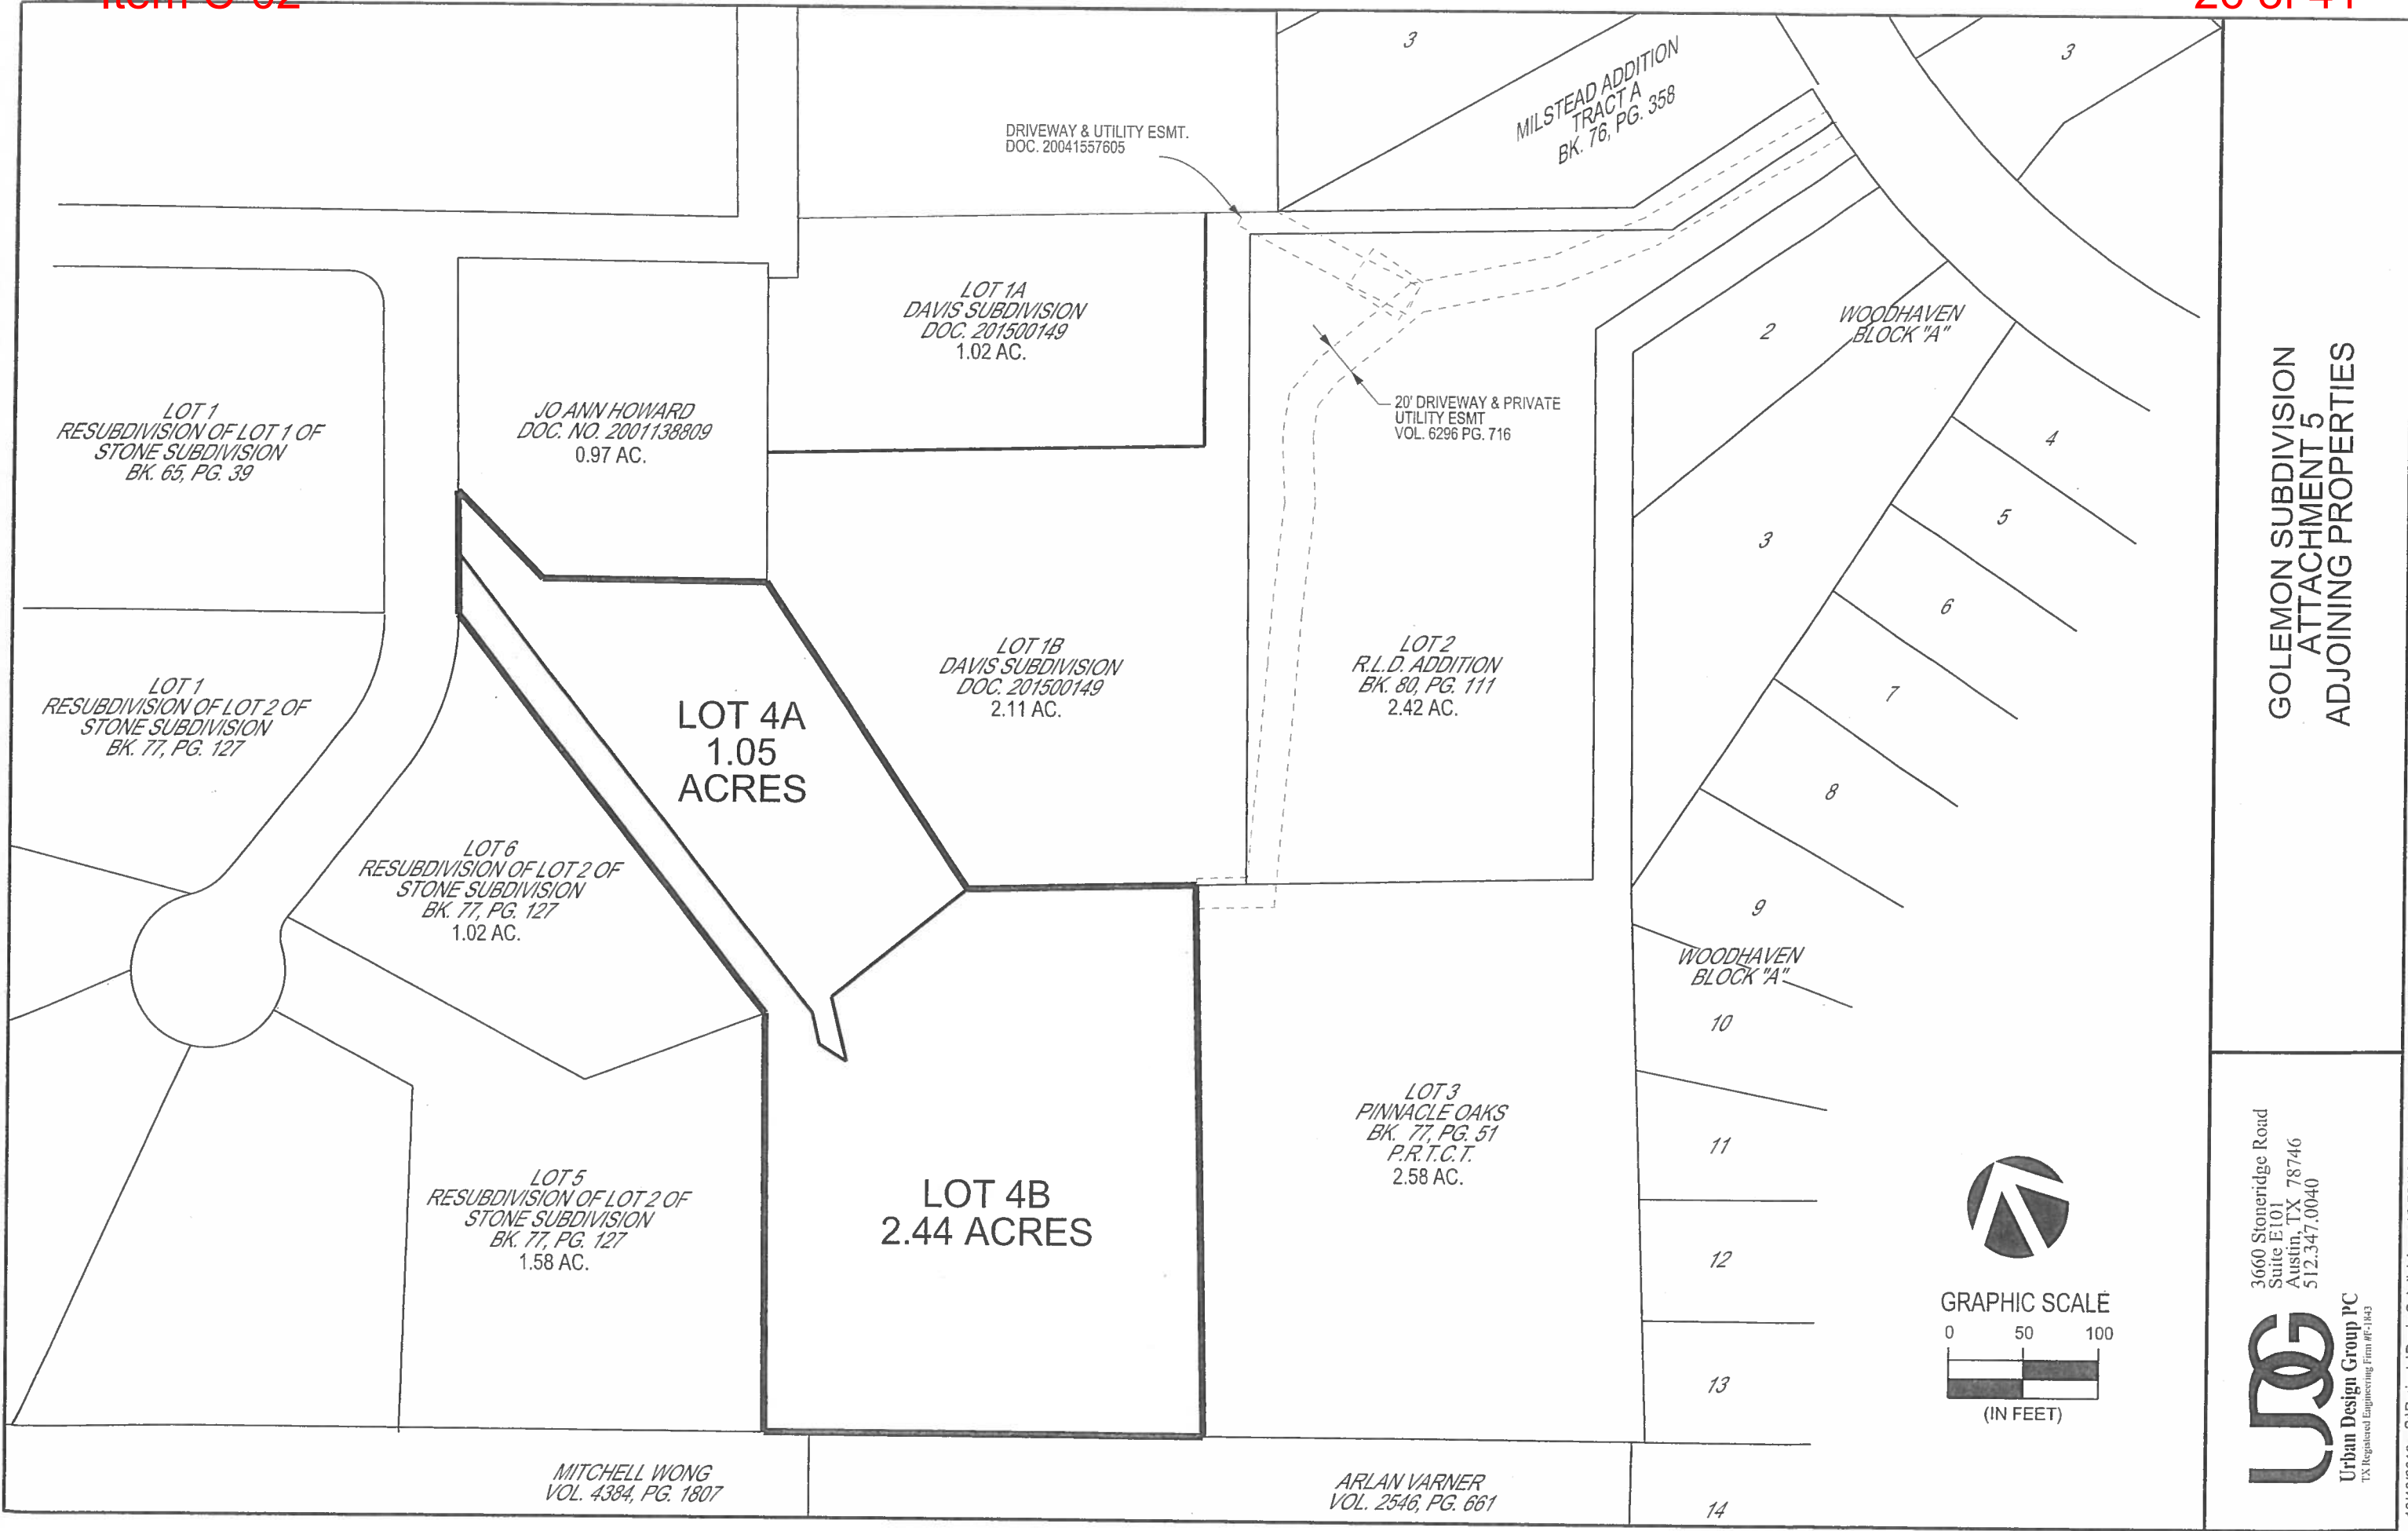 3
3
MILSTEAD ADDITION
TRACT A
BK. 76, PG. 358
DRIVEWAY & UTILITY ESMT.
DOC. 20041557605
LOT 1A
DAVIS SUBDIVISION
DOC. 201500149
1.02 AC.
2
WOODHAVEN
BLOCK "A"
LOT 1
RESUBDIVISION OF LOT 1 OF
STONE SUBDIVISION
BK. 65, PG. 39
JO ANN HOWARD
DOC. NO. 2001138809
0.97 AC.
20' DRIVEWAY & PRIVATE
UTILITY ESMT
VOL. 6296 PG. 716
4
5
3
6
7
8
9
LOT 1
RESUBDIVISION OF LOT 2 OF
STONE SUBDIVISION
BK. 77, PG. 127
LOT 4A
1.05
ACRES
LOT 1B
DAVIS SUBDIVISION
DOC. 201500149
2.11 AC.
LOT 2
R.L.D. ADDITION
BK. 80, PG. 111
2.42 AC.
LOT 6
RESUBDIVISION OF LOT 2 OF
STONE SUBDIVISION
BK. 77, PG. 127
1.02 AC.
WOODHAVEN
BLOCK "A"
10
11
12
13
14
LOT 5
RESUBDIVISION OF LOT 2 OF
STONE SUBDIVISION
BK. 77, PG. 127
1.58 AC.
LOT 4B
2.44 ACRES
LOT 3
PINNACLE OAKS
BK. 77, PG. 51
P.R.T.C.T.
2.58 AC.
GRAPHIC SCALE
0 50 100
(IN FEET)
MITCHELL WONG
VOL. 4384, PG. 1807
ARLAN VARNER
VOL. 2546, PG. 661
GOLEMON SUBDIVISION
ATTACHMENT 5
ADJOINING PROPERTIES
3660 Stoneridge Road
Suite E101
Austin, TX 78746
512.347.0040
UDG
Urban Design Group PC
TX Registered Engineering Firm #F-1843